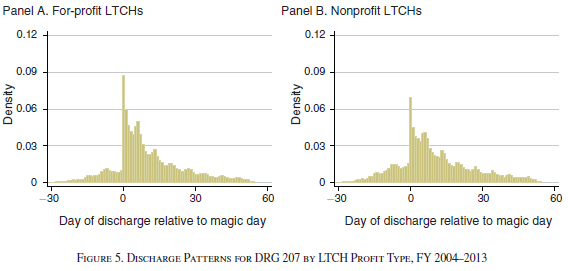 Panel A. For-profit LTCHs
Panel B. Nonprofit LTCHs
0.12
0.09
0.06
0.03
0
Density
−30
0
30
60
Day of discharge relative to magic day
0.12
0.09
0.06
0.03
0
Density
−30
0
30
60
Day of discharge relative to magic day
Figure 5. Discharge Patterns for DRG 207 by LTCH Profit Type, FY 2004–2013